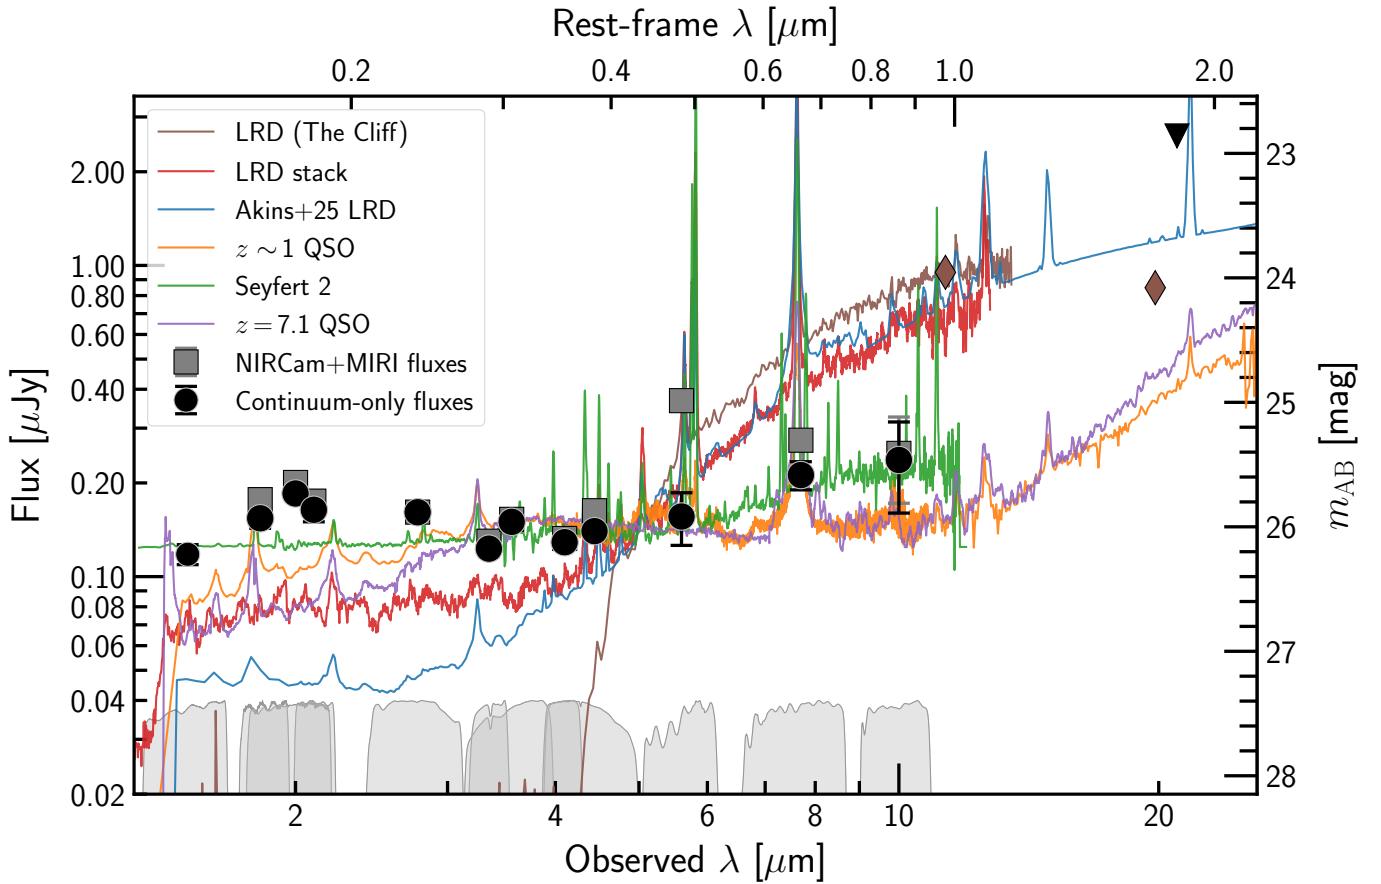 Rest-frame λ [μm]
0.2 0.4 0.6 0.8 1.0 2.0
LRD (The Cliff)
LRD stack
Akins+25 LRD
z ∼ 1 QSO
Seyfert 2
z = 7.1 QSO
NIRCam+MIRI fluxes
Continuum-only fluxes
Flux [μJy]
2.00
1.00
0.80
0.60
0.40
0.20
0.10
0.08
0.06
0.04
0.02
23
24
25
26
27
28
m_AB [mag]
2 4 6 8 10 20
Observed λ [μm]